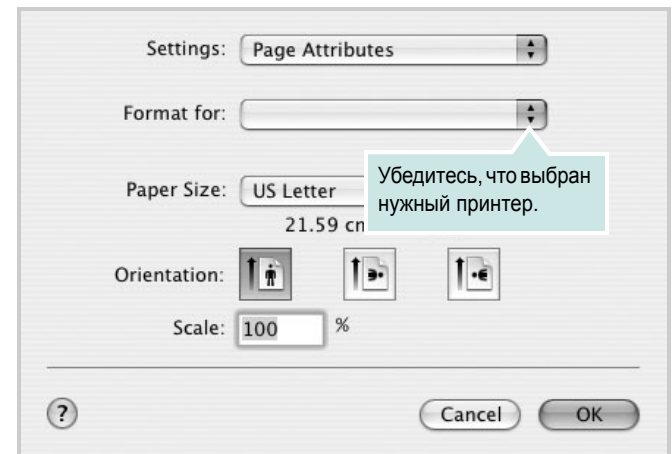 Settings: Page Attributes
Format for:
Убедитесь, что выбран
нужный принтер.
Paper Size: US Letter
21.59 cm
Orientation:
Scale: 100 %
? Cancel OK